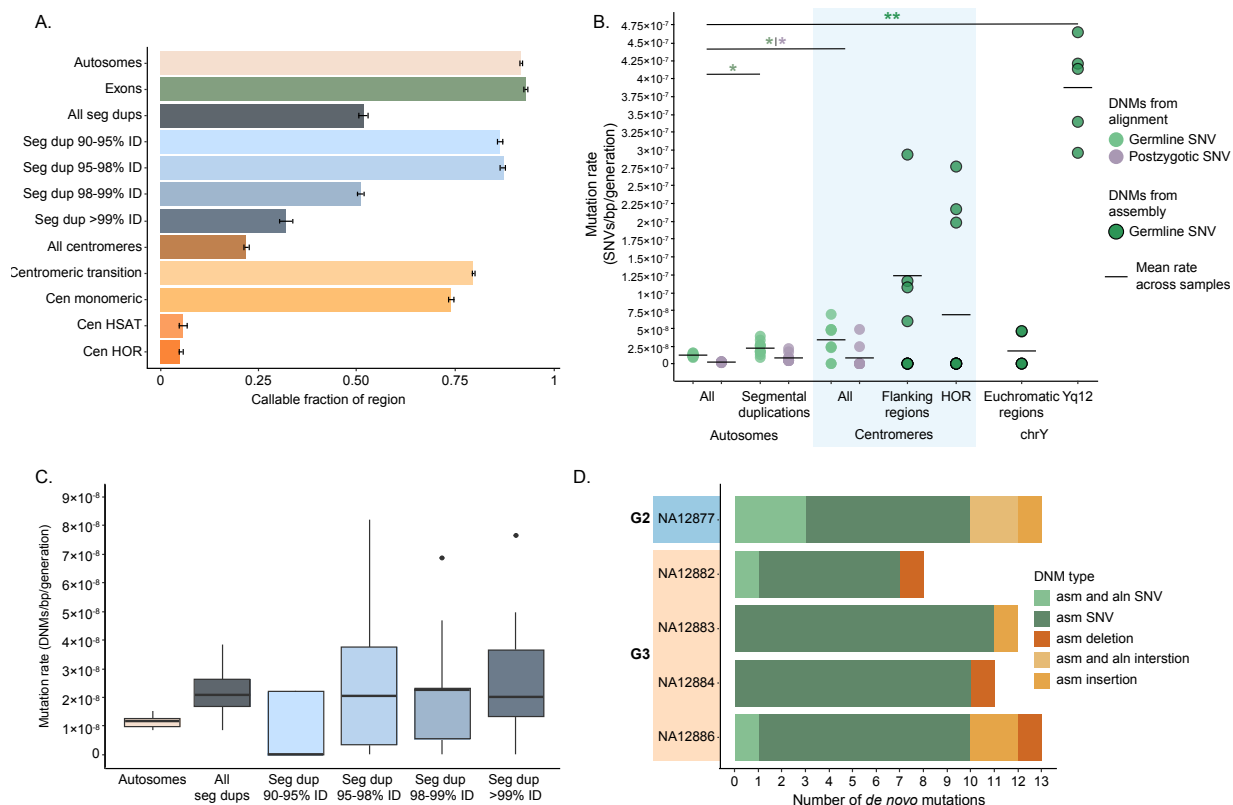 A.
Autosomes
Exons
All seg dups
Seg dup 90-95% ID
Seg dup 95-98% ID
Seg dup 98-99% ID
Seg dup >99% ID
All centromeres
Centromeric transition
Cen monomeric
Cen HSAT
Cen HOR
0
0.25
0.50
0.75
1
Callable fraction of region
B.
Mutation rate
(SNVs/bp/generation)
4.75×10⁻⁷
4.5×10⁻⁷
4.25×10⁻⁷
4×10⁻⁷
3.75×10⁻⁷
3.5×10⁻⁷
3.25×10⁻⁷
3×10⁻⁷
2.75×10⁻⁷
2.5×10⁻⁷
2.25×10⁻⁷
2×10⁻⁷
1.75×10⁻⁷
1.5×10⁻⁷
1.25×10⁻⁷
1×10⁻⁷
7.5×10⁻⁸
5×10⁻⁸
2.5×10⁻⁸
0
**
*|*
*
All
Segmental
duplications
All
Flanking
regions
HOR
Euchromatic
regions
Yq12
Autosomes
Centromeres
chrY
DNMs from
alignment
Germline SNV
Postzygotic SNV
DNMs from
assembly
Germline SNV
Mean rate
across samples
C.
Mutation rate (DNMs/bp/generation)
9×10⁻⁸
8×10⁻⁸
7×10⁻⁸
6×10⁻⁸
5×10⁻⁸
4×10⁻⁸
3×10⁻⁸
2×10⁻⁸
1×10⁻⁸
0
Autosomes
All
seg dups
Seg dup
90-95% ID
Seg dup
95-98% ID
Seg dup
98-99% ID
Seg dup
>99% ID
D.
G2
NA12877
G3
NA12882
NA12883
NA12884
NA12886
0 1 2 3 4 5 6 7 8 9 10 11 12 13
Number of de novo mutations
DNM type
asm and aln SNV
asm SNV
asm deletion
asm and aln interstion
asm insertion